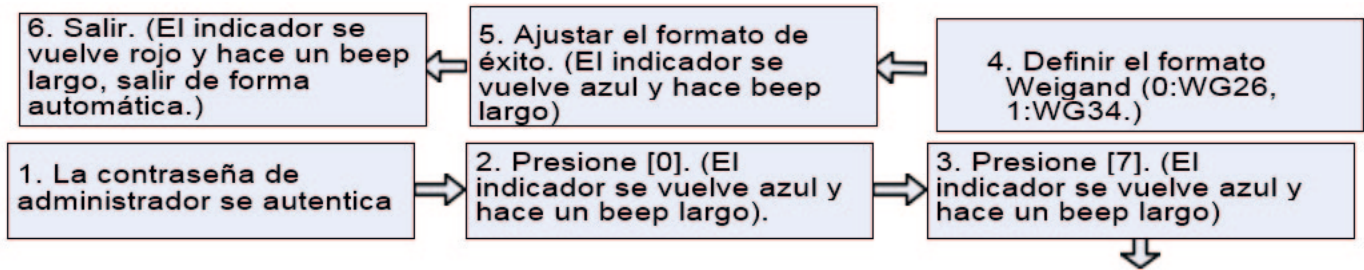 6. Salir. (El indicador se
vuelve rojo y hace un beep
largo, salir de forma
automática.)
5. Ajustar el formato de
éxito. (El indicador se
vuelve azul y hace beep
largo)
4. Definir el formato
Weigand (0:WG26,
1:WG34.)
1. La contraseña de
administrador se autentica
2. Presione [0]. (El
indicador se vuelve azul y
hace un beep largo).
3. Presione [7]. (El
indicador se vuelve azul y
hace un beep largo)